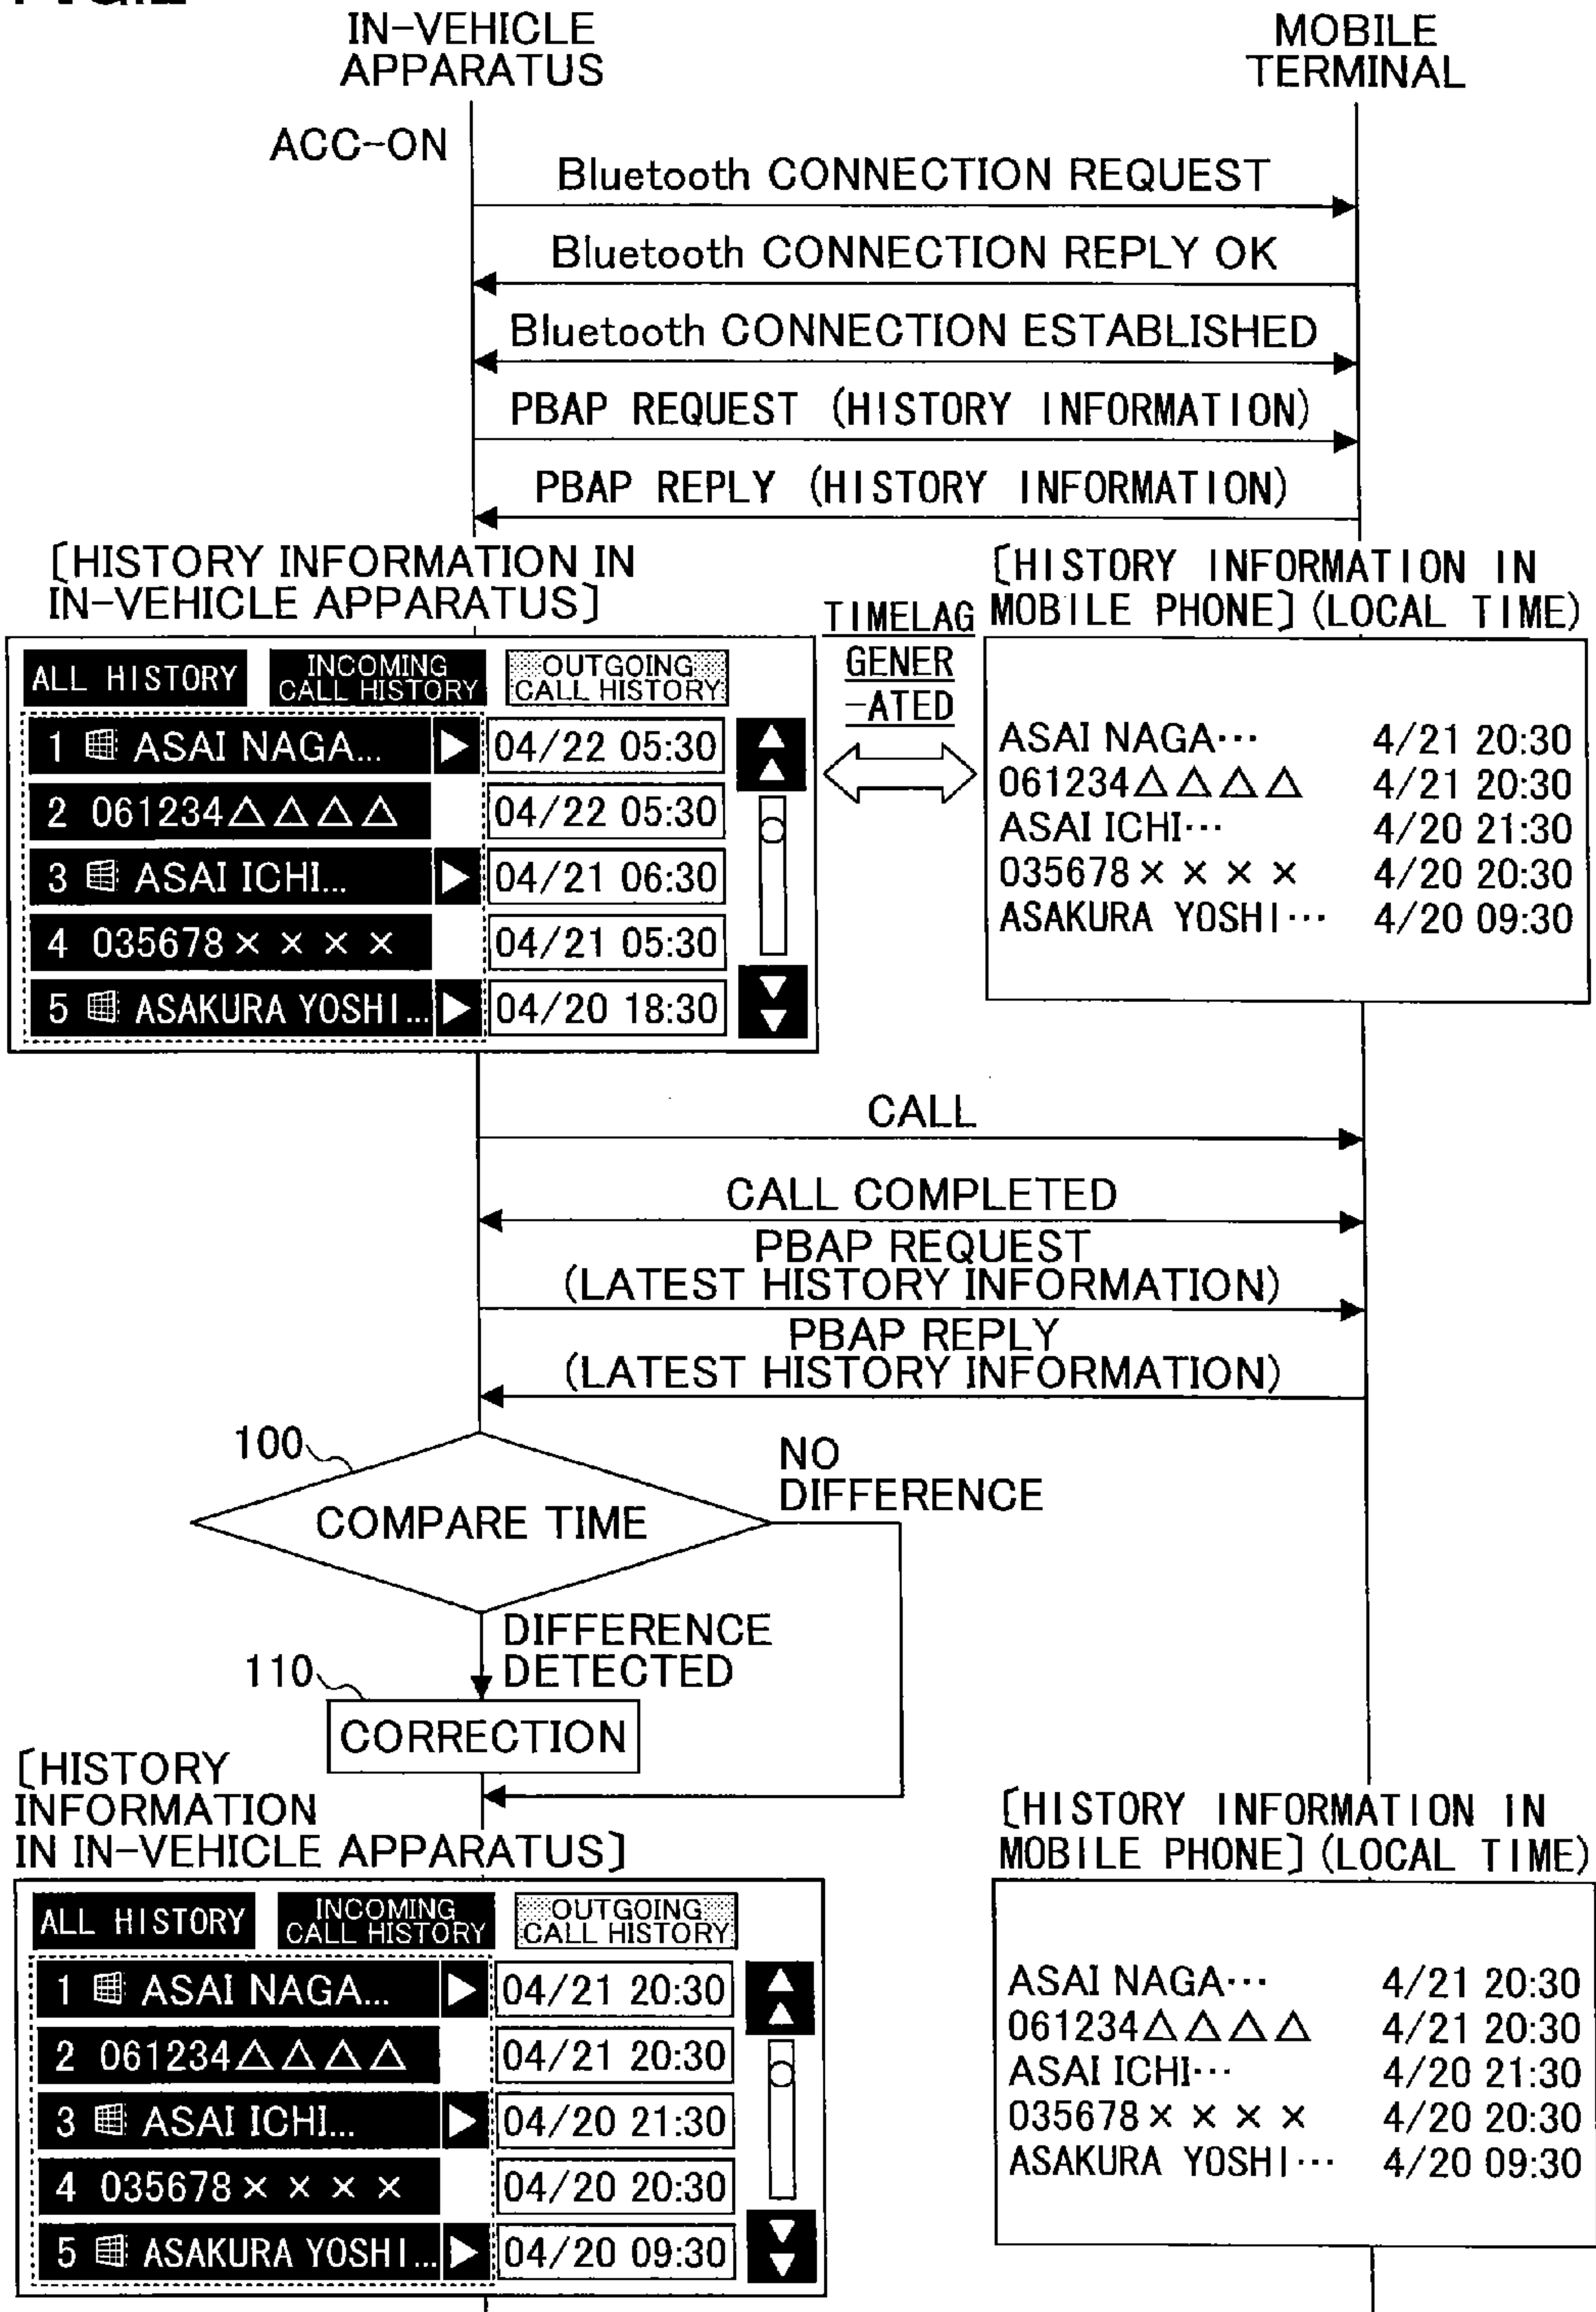 IN-VEHICLE
APPARATUS
MOBILE
TERMINAL
ACC-ON
Bluetooth CONNECTION REQUEST
Bluetooth CONNECTION REPLY OK
Bluetooth CONNECTION ESTABLISHED
PBAP REQUEST (HISTORY INFORMATION)
PBAP REPLY (HISTORY INFORMATION)
[HISTORY INFORMATION IN
IN-VEHICLE APPARATUS]
TIMELAG
GENER
-ATED
[HISTORY INFORMATION IN
MOBILE PHONE] (LOCAL TIME)
ALL HISTORY
INCOMING
CALL HISTORY
OUTGOING
CALL HISTORY
1 ASAI NAGA... 04/22 05:30
2 061234△△△△ 04/22 05:30
3 ASAI ICHI... 04/21 06:30
4 035678×××× 04/21 05:30
5 ASAKURA YOSHI... 04/20 18:30
ASAI NAGA··· 4/21 20:30
061234△△△△ 4/21 20:30
ASAI ICHI··· 4/20 21:30
035678×××× 4/20 20:30
ASAKURA YOSHI··· 4/20 09:30
CALL
CALL COMPLETED
PBAP REQUEST
(LATEST HISTORY INFORMATION)
PBAP REPLY
(LATEST HISTORY INFORMATION)
100
COMPARE TIME
NO
DIFFERENCE
DIFFERENCE
DETECTED
110
CORRECTION
[HISTORY
INFORMATION
IN IN-VEHICLE APPARATUS]
[HISTORY INFORMATION IN
MOBILE PHONE] (LOCAL TIME)
ALL HISTORY
INCOMING
CALL HISTORY
OUTGOING
CALL HISTORY
1 ASAI NAGA... 04/21 20:30
2 061234△△△△ 04/21 20:30
3 ASAI ICHI... 04/20 21:30
4 035678×××× 04/20 20:30
5 ASAKURA YOSHI... 04/20 09:30
ASAI NAGA··· 4/21 20:30
061234△△△△ 4/21 20:30
ASAI ICHI··· 4/20 21:30
035678×××× 4/20 20:30
ASAKURA YOSHI··· 4/20 09:30